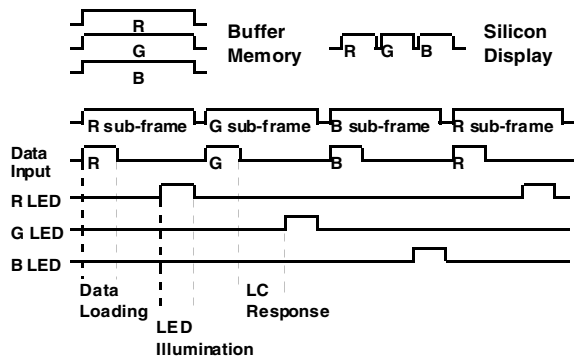 R
G
B
Buffer
Memory
R G B
Silicon
Display
R sub-frame G sub-frame B sub-frame R sub-frame
Data
Input
R G B R
R LED
G LED
B LED
Data
Loading
LC
Response
LED
Illumination